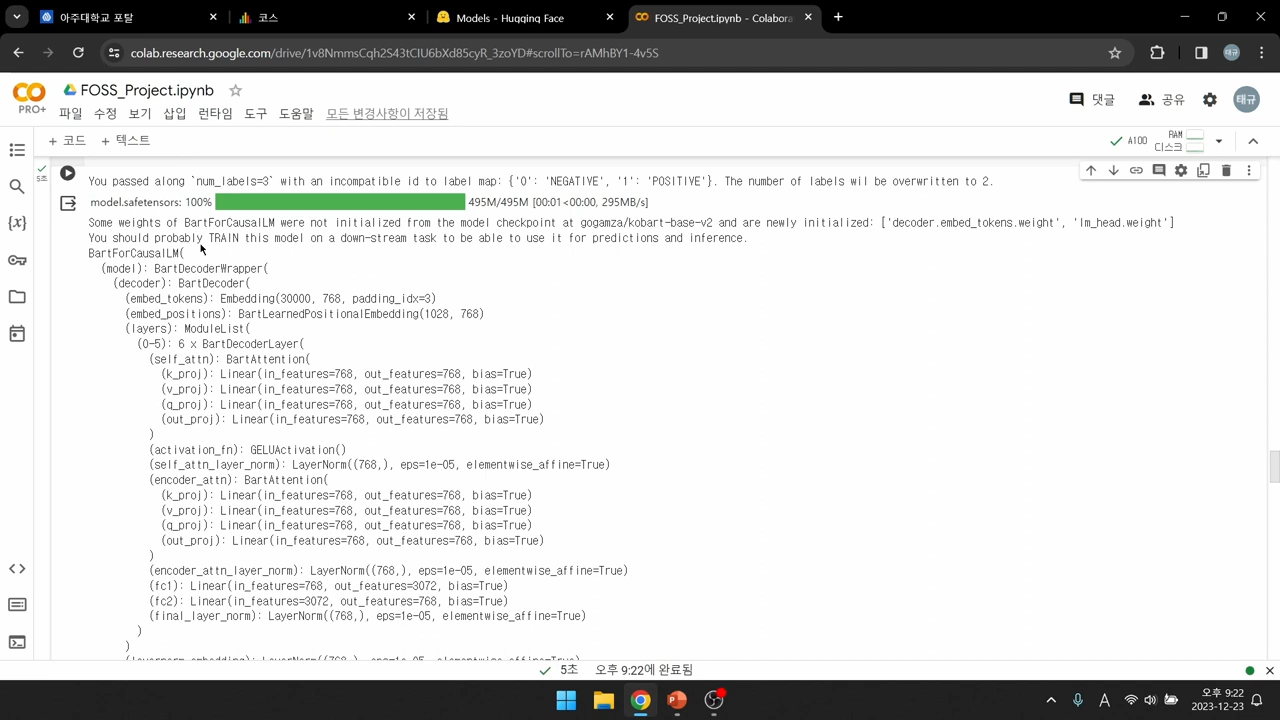 아주대학교 포탈
코스
Models - Hugging Face
FOSS_Project.ipynb - Colabora
colab.research.google.com/drive/1v8NmmsCqh2S43tCIU6bXd85cyR_3zoYD#scrollTo=rAMhBY1-4v5S
태규
FOSS_Project.ipynb
PRO+
파일 수정 보기 삽입 런타임 도구 도움말 모든 변경사항이 저장됨
댓글
공유
태규
+ 코드 + 텍스트
A100
RAM
디스크
5초
You passed along `num_labels=3` with an incompatible id to label map: {'0': 'NEGATIVE', '1': 'POSITIVE'}. The number of labels wil be overwritten to 2.
model.safetensors: 100% 495M/495M [00:01<00:00, 295MB/s]
Some weights of BartForCausalLM were not initialized from the model checkpoint at gogamza/kobart-base-v2 and are newly initialized: ['decoder.embed_tokens.weight', 'lm_head.weight']
You should probably TRAIN this model on a down-stream task to be able to use it for predictions and inference.
BartForCausalLM(
(model): BartDecoderWrapper(
(decoder): BartDecoder(
(embed_tokens): Embedding(30000, 768, padding_idx=3)
(embed_positions): BartLearnedPositionalEmbedding(1028, 768)
(layers): ModuleList(
(0-5): 6 x BartDecoderLayer(
(self_attn): BartAttention(
(k_proj): Linear(in_features=768, out_features=768, bias=True)
(v_proj): Linear(in_features=768, out_features=768, bias=True)
(q_proj): Linear(in_features=768, out_features=768, bias=True)
(out_proj): Linear(in_features=768, out_features=768, bias=True)
)
(activation_fn): GELUActivation()
(self_attn_layer_norm): LayerNorm((768,), eps=1e-05, elementwise_affine=True)
(encoder_attn): BartAttention(
(k_proj): Linear(in_features=768, out_features=768, bias=True)
(v_proj): Linear(in_features=768, out_features=768, bias=True)
(q_proj): Linear(in_features=768, out_features=768, bias=True)
(out_proj): Linear(in_features=768, out_features=768, bias=True)
)
(encoder_attn_layer_norm): LayerNorm((768,), eps=1e-05, elementwise_affine=True)
(fc1): Linear(in_features=768, out_features=3072, bias=True)
(fc2): Linear(in_features=3072, out_features=768, bias=True)
(final_layer_norm): LayerNorm((768,), eps=1e-05, elementwise_affine=True)
)
)
(layernorm_embedding): LayerNorm((768,), eps=1e-05, elementwise_affine=True)
5초 오후 9:22에 완료됨
A
오후 9:22
2023-12-23